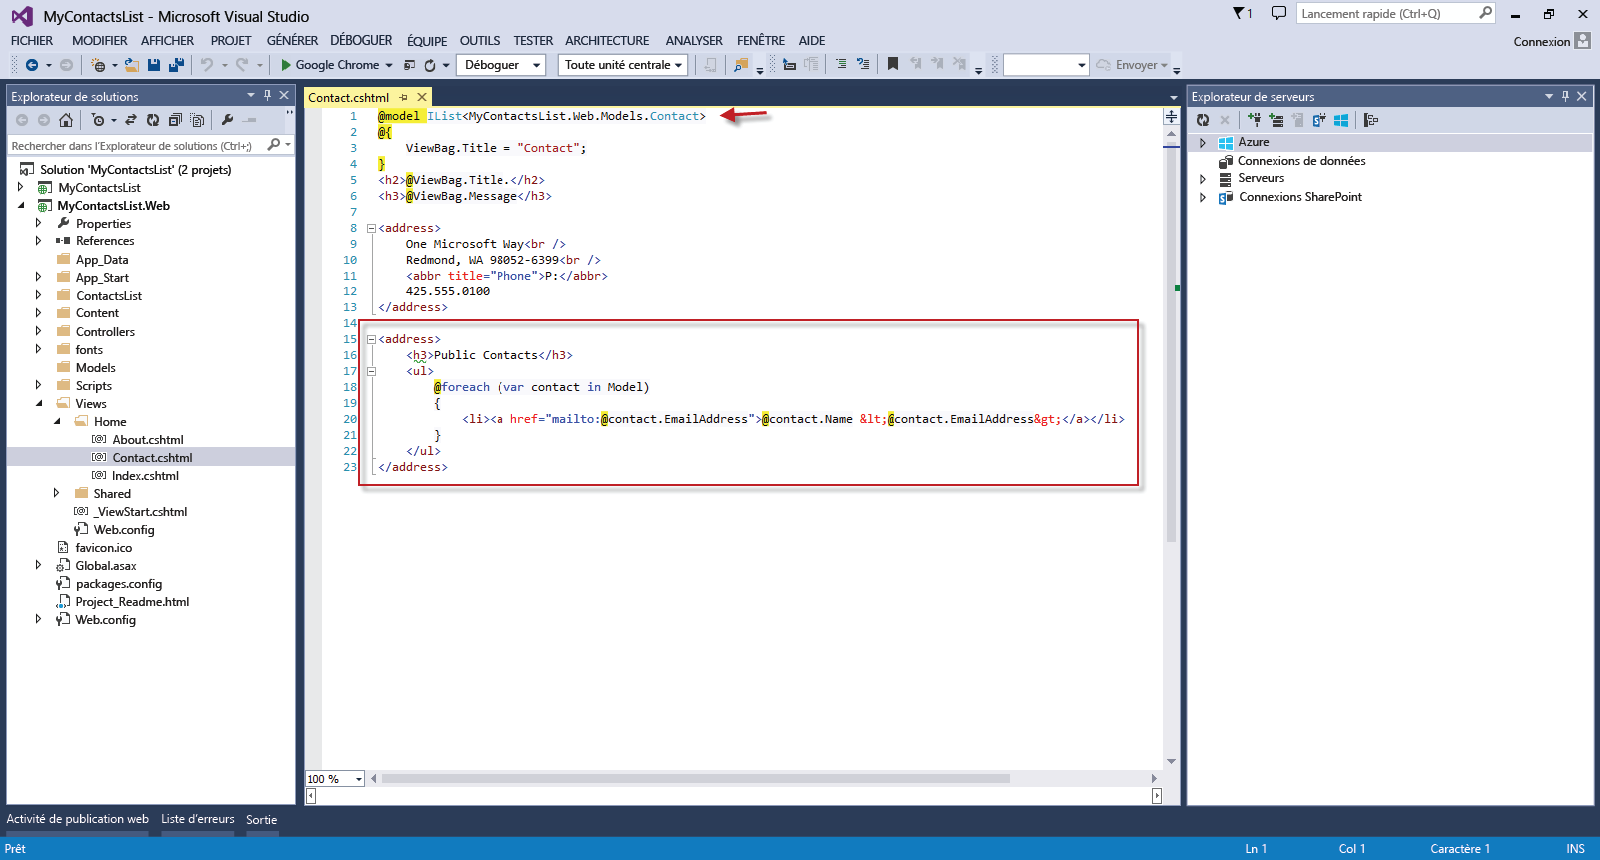 MyContactsList - Microsoft Visual Studio
1
Lancement rapide (Ctrl+Q)
FICHIER MODIFIER AFFICHER PROJET GÉNÉRER DÉBOGUER ÉQUIPE OUTILS TESTER ARCHITECTURE ANALYSER FENÊTRE AIDE
Connexion
Google Chrome Déboguer Toute unité centrale Envoyer
Explorateur de solutions
Rechercher dans l'Explorateur de solutions (Ctrl+;)
Solution 'MyContactsList' (2 projets)
MyContactsList
MyContactsList.Web
Properties
References
App_Data
App_Start
ContactsList
Content
Controllers
fonts
Models
Scripts
Views
Home
About.cshtml
Contact.cshtml
Index.cshtml
Shared
_ViewStart.cshtml
Web.config
favicon.ico
Global.asax
packages.config
Project_Readme.html
Web.config
Contact.cshtml
1 @model IList<MyContactsList.Web.Models.Contact>
2 @{
3 ViewBag.Title = "Contact";
4 }
5 <h2>@ViewBag.Title.</h2>
6 <h3>@ViewBag.Message</h3>
7
8 <address>
9 One Microsoft Way<br />
10 Redmond, WA 98052-6399<br />
11 <abbr title="Phone">P:</abbr>
12 425.555.0100
13 </address>
14
15 <address>
16 <h3>Public Contacts</h3>
17 <ul>
18 @foreach (var contact in Model)
19 {
20 <li><a href="mailto:@contact.EmailAddress">@contact.Name &lt;@contact.EmailAddress&gt;</a></li>
21 }
22 </ul>
23 </address>
100 %
Explorateur de serveurs
Azure
Connexions de données
Serveurs
Connexions SharePoint
Activité de publication web Liste d'erreurs Sortie
Prêt Ln 1 Col 1 Caractère 1 INS